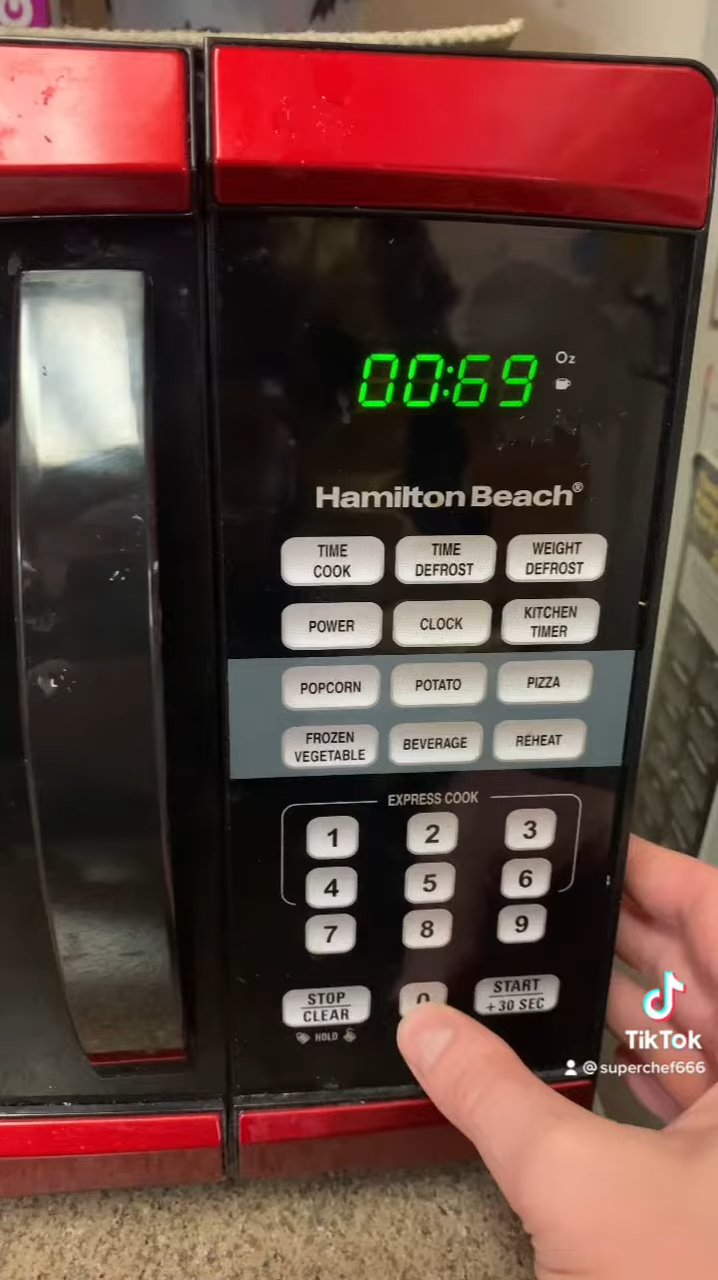 00:69
Oz
Hamilton Beach®
TIME COOK
TIME DEFROST
WEIGHT DEFROST
POWER
CLOCK
KITCHEN TIMER
POPCORN
POTATO
PIZZA
FROZEN VEGETABLE
BEVERAGE
REHEAT
EXPRESS COOK
1 2 3
4 5 6
7 8 9
STOP
CLEAR
0
START
+30 SEC
HOLD
TikTok
@superchef666